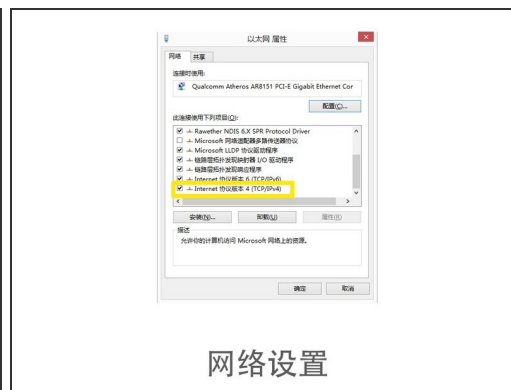 以太网 属性
网络 共享
连接时使用:
Qualcomm Atheros AR8151 PCI-E Gigabit Ethernet Cor
配置(C)...
此连接使用下列项目(O):
Rawether NDIS 6.X SPR Protocol Driver
Microsoft 网络适配器多路传送器协议
Microsoft LLDP 协议驱动程序
链路层拓扑发现映射器 I/O 驱动程序
链路层拓扑发现响应程序
Internet 协议版本 6 (TCP/IPv6)
Internet 协议版本 4 (TCP/IPv4)
安装(N)... 卸载(U) 属性(R)
描述
允许你的计算机访问 Microsoft 网络上的资源。
确定 取消
网络设置